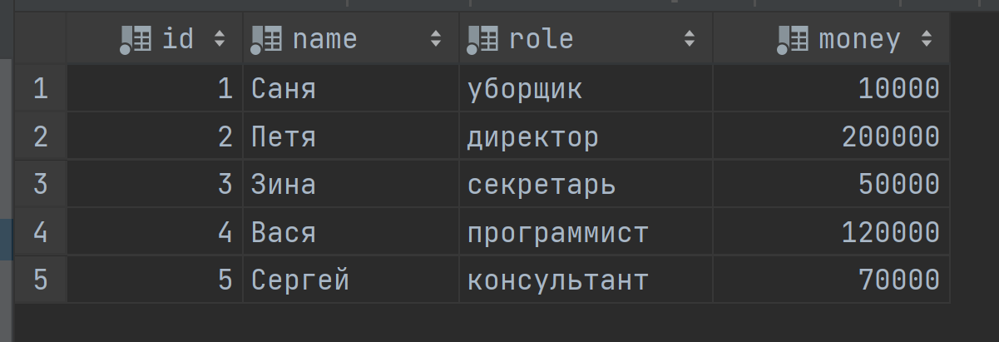 id name role money
1 1 Саня уборщик 10000
2 2 Петя директор 200000
3 3 Зина секретарь 50000
4 4 Вася программист 120000
5 5 Сергей консультант 70000